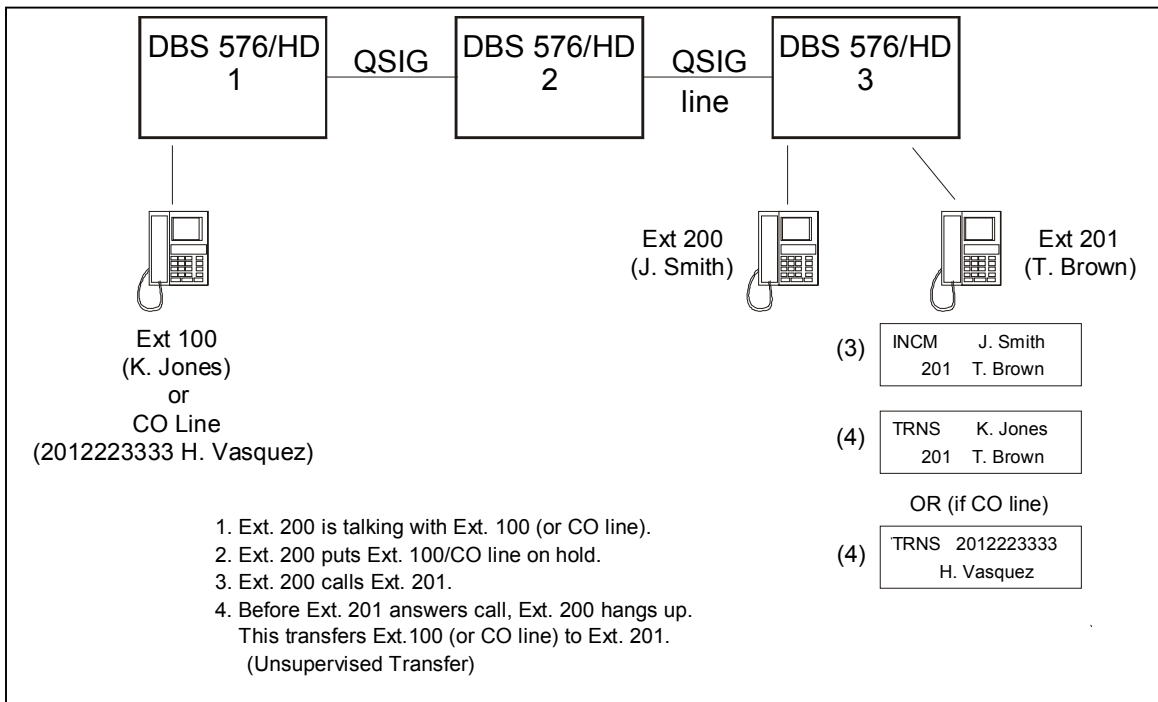 DBS 576/HD
1
QSIG
DBS 576/HD
2
QSIG
line
DBS 576/HD
3
Ext 100
(K. Jones)
or
CO Line
(2012223333 H. Vasquez)
Ext 200
(J. Smith)
Ext 201
(T. Brown)
(3)
INCM J. Smith
201 T. Brown
(4)
TRNS K. Jones
201 T. Brown
OR (if CO line)
(4)
TRNS 2012223333
H. Vasquez
1. Ext. 200 is talking with Ext. 100 (or CO line).
2. Ext. 200 puts Ext. 100/CO line on hold.
3. Ext. 200 calls Ext. 201.
4. Before Ext. 201 answers call, Ext. 200 hangs up.
This transfers Ext.100 (or CO line) to Ext. 201.
(Unsupervised Transfer)